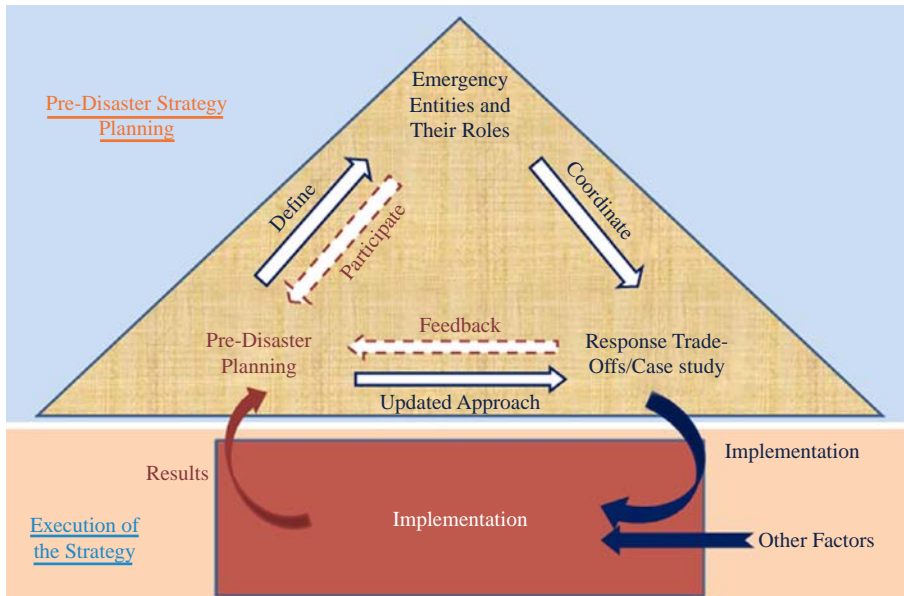 Pre-Disaster Strategy
Planning
Emergency
Entities and
Their Roles
Define
Participate
Coordinate
Pre-Disaster
Planning
Feedback
Updated Approach
Response Trade-
Offs/Case study
Results
Implementation
Implementation
Execution of
the Strategy
Other Factors